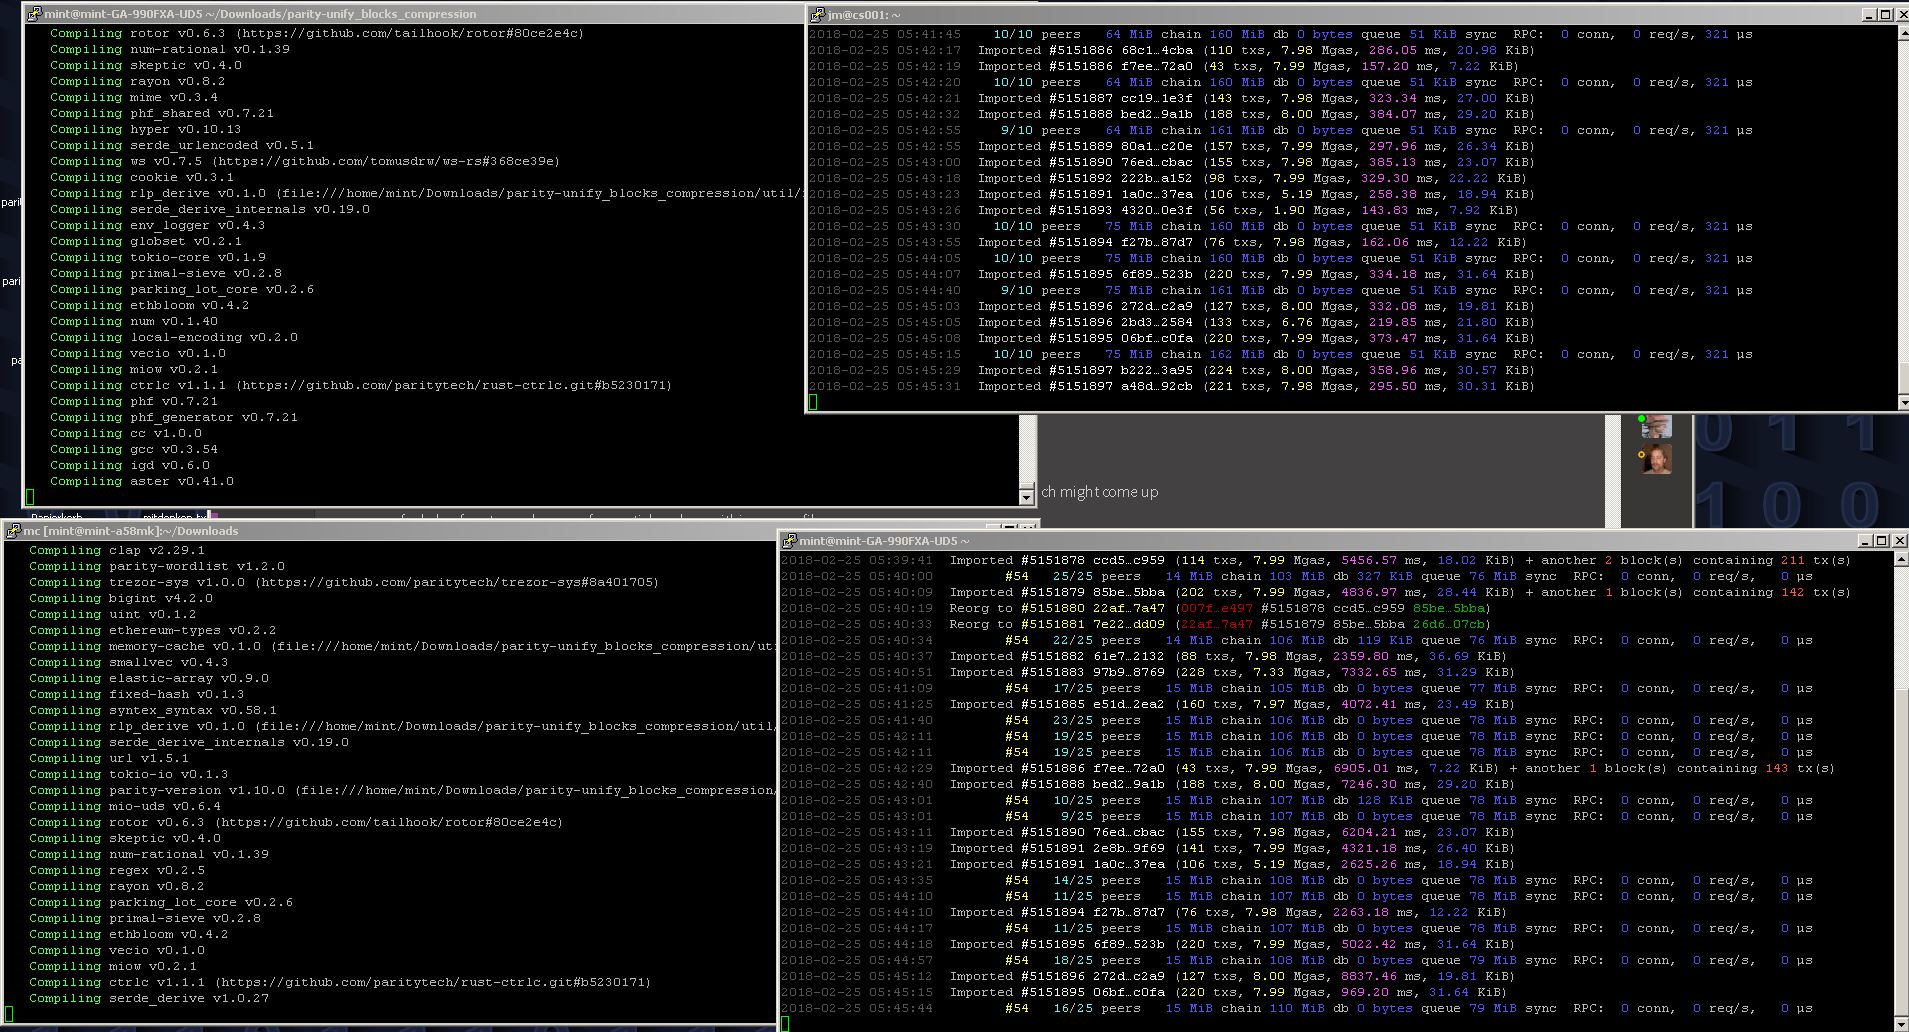 mint@mint-GA-990FXA-UD5 ~/Downloads/parity-unify_blocks_compression
Compiling rotor v0.6.3 (https://github.com/tailhook/rotor#80ce2e4c)
Compiling num-rational v0.1.39
Compiling skeptic v0.4.0
Compiling rayon v0.8.2
Compiling mime v0.3.4
Compiling phf_shared v0.7.21
Compiling hyper v0.10.13
Compiling serde_urlencoded v0.5.1
Compiling ws v0.7.5 (https://github.com/tomusdrw/ws-rs#368ce39e)
Compiling cookie v0.3.1
Compiling rlp_derive v0.1.0 (file:///home/mint/Downloads/parity-unify_blocks_compression/util/
Compiling serde_derive_internals v0.19.0
Compiling env_logger v0.4.3
Compiling globset v0.2.1
Compiling tokio-core v0.1.9
Compiling primal-sieve v0.2.8
Compiling parking_lot_core v0.2.6
Compiling ethbloom v0.4.2
Compiling num v0.1.40
Compiling local-encoding v0.2.0
Compiling vecio v0.1.0
Compiling miow v0.2.1
Compiling ctrlc v1.1.1 (https://github.com/paritytech/rust-ctrlc.git#b5230171)
Compiling phf v0.7.21
Compiling phf_generator v0.7.21
Compiling cc v1.0.0
Compiling gcc v0.3.54
Compiling igd v0.6.0
Compiling aster v0.41.0
jm@cs001: ~
2018-02-25 05:41:45 10/10 peers 64 MiB chain 160 MiB db 0 bytes queue 51 KiB sync RPC: 0 conn, 0 req/s, 321 µs
2018-02-25 05:42:17 Imported #5151886 68c1…4cba (110 txs, 7.98 Mgas, 286.05 ms, 20.98 KiB)
2018-02-25 05:42:19 Imported #5151886 f7ee…72a0 (43 txs, 7.99 Mgas, 157.20 ms, 7.22 KiB)
2018-02-25 05:42:20 10/10 peers 64 MiB chain 160 MiB db 0 bytes queue 51 KiB sync RPC: 0 conn, 0 req/s, 321 µs
2018-02-25 05:42:21 Imported #5151887 cc19…1e3f (143 txs, 7.98 Mgas, 323.34 ms, 27.00 KiB)
2018-02-25 05:42:32 Imported #5151888 bed2…9a1b (188 txs, 8.00 Mgas, 384.07 ms, 29.20 KiB)
2018-02-25 05:42:55 9/10 peers 64 MiB chain 161 MiB db 0 bytes queue 51 KiB sync RPC: 0 conn, 0 req/s, 321 µs
2018-02-25 05:42:55 Imported #5151889 80a1…c20e (157 txs, 7.99 Mgas, 297.96 ms, 26.34 KiB)
2018-02-25 05:43:00 Imported #5151890 76ed…cbac (155 txs, 7.98 Mgas, 385.13 ms, 23.07 KiB)
2018-02-25 05:43:18 Imported #5151892 222b…a152 (98 txs, 7.99 Mgas, 329.30 ms, 22.22 KiB)
2018-02-25 05:43:23 Imported #5151891 1a0c…37ea (106 txs, 5.19 Mgas, 258.38 ms, 18.94 KiB)
2018-02-25 05:43:26 Imported #5151893 4320…0e3f (56 txs, 1.90 Mgas, 143.83 ms, 7.92 KiB)
2018-02-25 05:43:30 10/10 peers 75 MiB chain 160 MiB db 0 bytes queue 51 KiB sync RPC: 0 conn, 0 req/s, 321 µs
2018-02-25 05:43:55 Imported #5151894 f27b…87d7 (76 txs, 7.98 Mgas, 162.06 ms, 12.22 KiB)
2018-02-25 05:44:05 10/10 peers 75 MiB chain 160 MiB db 0 bytes queue 51 KiB sync RPC: 0 conn, 0 req/s, 321 µs
2018-02-25 05:44:07 Imported #5151895 6f89…523b (220 txs, 7.99 Mgas, 334.18 ms, 31.64 KiB)
2018-02-25 05:44:40 9/10 peers 75 MiB chain 161 MiB db 0 bytes queue 51 KiB sync RPC: 0 conn, 0 req/s, 321 µs
2018-02-25 05:45:03 Imported #5151896 272d…c2a9 (127 txs, 8.00 Mgas, 332.08 ms, 19.81 KiB)
2018-02-25 05:45:05 Imported #5151896 2bd3…2584 (133 txs, 6.76 Mgas, 219.85 ms, 21.80 KiB)
2018-02-25 05:45:08 Imported #5151895 06bf…c0fa (220 txs, 7.99 Mgas, 373.47 ms, 31.64 KiB)
2018-02-25 05:45:15 10/10 peers 75 MiB chain 162 MiB db 0 bytes queue 51 KiB sync RPC: 0 conn, 0 req/s, 321 µs
2018-02-25 05:45:29 Imported #5151897 b222…3a95 (224 txs, 8.00 Mgas, 358.96 ms, 30.57 KiB)
2018-02-25 05:45:31 Imported #5151897 a48d…92cb (221 txs, 7.98 Mgas, 295.50 ms, 30.31 KiB)
ch might come up
mc [mint@mint-a58mk]:~/Downloads
Compiling clap v2.29.1
Compiling parity-wordlist v1.2.0
Compiling trezor-sys v1.0.0 (https://github.com/paritytech/trezor-sys#8a401705)
Compiling bigint v4.2.0
Compiling uint v0.1.2
Compiling ethereum-types v0.2.2
Compiling memory-cache v0.1.0 (file:///home/mint/Downloads/parity-unify_blocks_compression/ut
Compiling smallvec v0.4.3
Compiling elastic-array v0.9.0
Compiling fixed-hash v0.1.3
Compiling syntex_syntax v0.58.1
Compiling rlp_derive v0.1.0 (file:///home/mint/Downloads/parity-unify_blocks_compression/util/
Compiling serde_derive_internals v0.19.0
Compiling url v1.5.1
Compiling tokio-io v0.1.3
Compiling parity-version v1.10.0 (file:///home/mint/Downloads/parity-unify_blocks_compression/
Compiling mio-uds v0.6.4
Compiling rotor v0.6.3 (https://github.com/tailhook/rotor#80ce2e4c)
Compiling skeptic v0.4.0
Compiling num-rational v0.1.39
Compiling regex v0.2.5
Compiling rayon v0.8.2
Compiling parking_lot_core v0.2.6
Compiling primal-sieve v0.2.8
Compiling ethbloom v0.4.2
Compiling vecio v0.1.0
Compiling miow v0.2.1
Compiling ctrlc v1.1.1 (https://github.com/paritytech/rust-ctrlc.git#b5230171)
Compiling serde_derive v1.0.27
mint@mint-GA-990FXA-UD5 ~
2018-02-25 05:39:41 Imported #5151878 ccd5…c959 (114 txs, 7.99 Mgas, 5456.57 ms, 18.02 KiB) + another 2 block(s) containing 211 tx(s)
2018-02-25 05:40:00 #54 25/25 peers 14 MiB chain 103 MiB db 327 KiB queue 76 MiB sync RPC: 0 conn, 0 req/s, 0 µs
2018-02-25 05:40:09 Imported #5151879 85be…5bba (202 txs, 7.99 Mgas, 4836.97 ms, 28.44 KiB) + another 1 block(s) containing 142 tx(s)
2018-02-25 05:40:19 Reorg to #5151880 22af…7a47 (007f…e497 #5151878 ccd5…c959 85be…5bba)
2018-02-25 05:40:33 Reorg to #5151881 7e22…dd09 (22af…7a47 #5151879 85be…5bba 26d6…07cb)
2018-02-25 05:40:34 #54 22/25 peers 14 MiB chain 106 MiB db 119 KiB queue 76 MiB sync RPC: 0 conn, 0 req/s, 0 µs
2018-02-25 05:40:37 Imported #5151882 61e7…2132 (88 txs, 7.98 Mgas, 2359.80 ms, 36.69 KiB)
2018-02-25 05:40:51 Imported #5151883 97b9…8769 (228 txs, 7.33 Mgas, 7332.65 ms, 31.29 KiB)
2018-02-25 05:41:09 #54 17/25 peers 15 MiB chain 105 MiB db 0 bytes queue 77 MiB sync RPC: 0 conn, 0 req/s, 0 µs
2018-02-25 05:41:25 Imported #5151885 e51d…2ea2 (160 txs, 7.97 Mgas, 4072.41 ms, 23.49 KiB)
2018-02-25 05:41:40 #54 23/25 peers 15 MiB chain 106 MiB db 0 bytes queue 78 MiB sync RPC: 0 conn, 0 req/s, 0 µs
2018-02-25 05:42:11 #54 19/25 peers 15 MiB chain 106 MiB db 0 bytes queue 78 MiB sync RPC: 0 conn, 0 req/s, 0 µs
2018-02-25 05:42:11 #54 19/25 peers 15 MiB chain 106 MiB db 0 bytes queue 78 MiB sync RPC: 0 conn, 0 req/s, 0 µs
2018-02-25 05:42:29 Imported #5151886 f7ee…72a0 (43 txs, 7.99 Mgas, 6905.01 ms, 7.22 KiB) + another 1 block(s) containing 143 tx(s)
2018-02-25 05:42:40 Imported #5151888 bed2…9a1b (188 txs, 8.00 Mgas, 7246.30 ms, 29.20 KiB)
2018-02-25 05:43:01 #54 10/25 peers 15 MiB chain 107 MiB db 128 KiB queue 78 MiB sync RPC: 0 conn, 0 req/s, 0 µs
2018-02-25 05:43:01 #54 9/25 peers 15 MiB chain 107 MiB db 0 bytes queue 78 MiB sync RPC: 0 conn, 0 req/s, 0 µs
2018-02-25 05:43:11 Imported #5151890 76ed…cbac (155 txs, 7.98 Mgas, 6204.21 ms, 23.07 KiB)
2018-02-25 05:43:19 Imported #5151891 2e8b…9f69 (141 txs, 7.99 Mgas, 4321.18 ms, 26.40 KiB)
2018-02-25 05:43:21 Imported #5151891 1a0c…37ea (106 txs, 5.19 Mgas, 2625.26 ms, 18.94 KiB)
2018-02-25 05:43:35 #54 14/25 peers 15 MiB chain 108 MiB db 0 bytes queue 78 MiB sync RPC: 0 conn, 0 req/s, 0 µs
2018-02-25 05:44:10 #54 11/25 peers 15 MiB chain 108 MiB db 0 bytes queue 78 MiB sync RPC: 0 conn, 0 req/s, 0 µs
2018-02-25 05:44:10 Imported #5151894 f27b…87d7 (76 txs, 7.98 Mgas, 2263.18 ms, 12.22 KiB)
2018-02-25 05:44:17 #54 11/25 peers 15 MiB chain 108 MiB db 0 bytes queue 78 MiB sync RPC: 0 conn, 0 req/s, 0 µs
2018-02-25 05:44:18 Imported #5151895 6f89…523b (220 txs, 7.99 Mgas, 5022.42 ms, 31.64 KiB)
2018-02-25 05:44:57 #54 18/25 peers 15 MiB chain 108 MiB db 0 bytes queue 79 MiB sync RPC: 0 conn, 0 req/s, 0 µs
2018-02-25 05:45:12 Imported #5151896 272d…c2a9 (127 txs, 8.00 Mgas, 8837.46 ms, 19.81 KiB)
2018-02-25 05:45:15 Imported #5151895 06bf…c0fa (220 txs, 7.99 Mgas, 969.20 ms, 31.64 KiB)
2018-02-25 05:45:44 #54 16/25 peers 15 MiB chain 110 MiB db 0 bytes queue 79 MiB sync RPC: 0 conn, 0 req/s, 0 µs